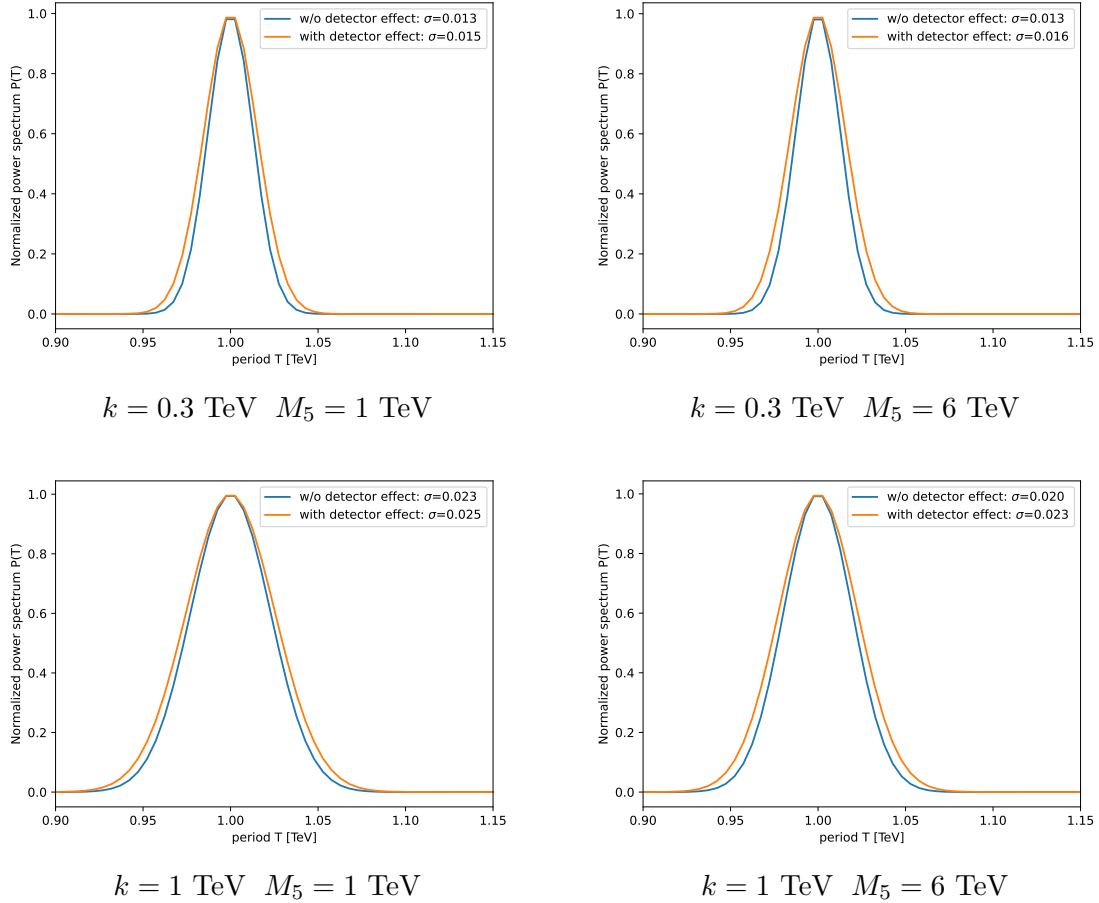 w/o detector effect: σ=0.013
with detector effect: σ=0.015
Normalized power spectrum P(T)
1.0
0.8
0.6
0.4
0.2
0.0
0.90 0.95 1.00 1.05 1.10 1.15
period T [TeV]
k = 0.3 TeV M₅ = 1 TeV
w/o detector effect: σ=0.013
with detector effect: σ=0.016
Normalized power spectrum P(T)
1.0
0.8
0.6
0.4
0.2
0.0
0.90 0.95 1.00 1.05 1.10 1.15
period T [TeV]
k = 0.3 TeV M₅ = 6 TeV
w/o detector effect: σ=0.023
with detector effect: σ=0.025
Normalized power spectrum P(T)
1.0
0.8
0.6
0.4
0.2
0.0
0.90 0.95 1.00 1.05 1.10 1.15
period T [TeV]
k = 1 TeV M₅ = 1 TeV
w/o detector effect: σ=0.020
with detector effect: σ=0.023
Normalized power spectrum P(T)
1.0
0.8
0.6
0.4
0.2
0.0
0.90 0.95 1.00 1.05 1.10 1.15
period T [TeV]
k = 1 TeV M₅ = 6 TeV